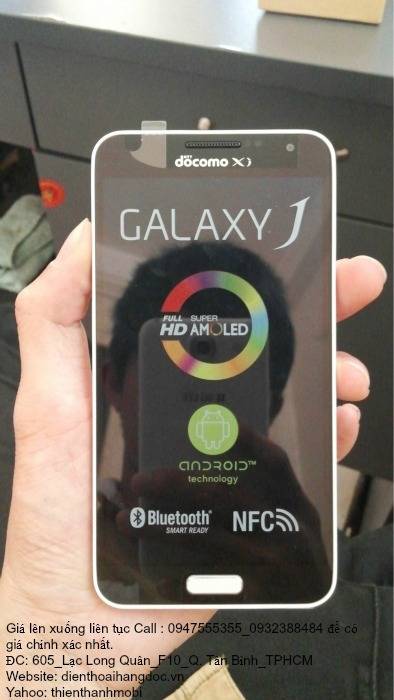 NTT docomo Xi
GALAXY J
FULL SUPER
HD AMOLED
ANDROID™
technology
Bluetooth®
SMART READY
NFC
Giá lên xuống liên tục Call : 0947555355_0932388484 để có
giá chính xác nhất.
ĐC: 605_Lạc Long Quân_F10_Q. Tân Bình_TPHCM
Website: dienthoaihangdoc.vn
Yahoo: thienthanhmobi